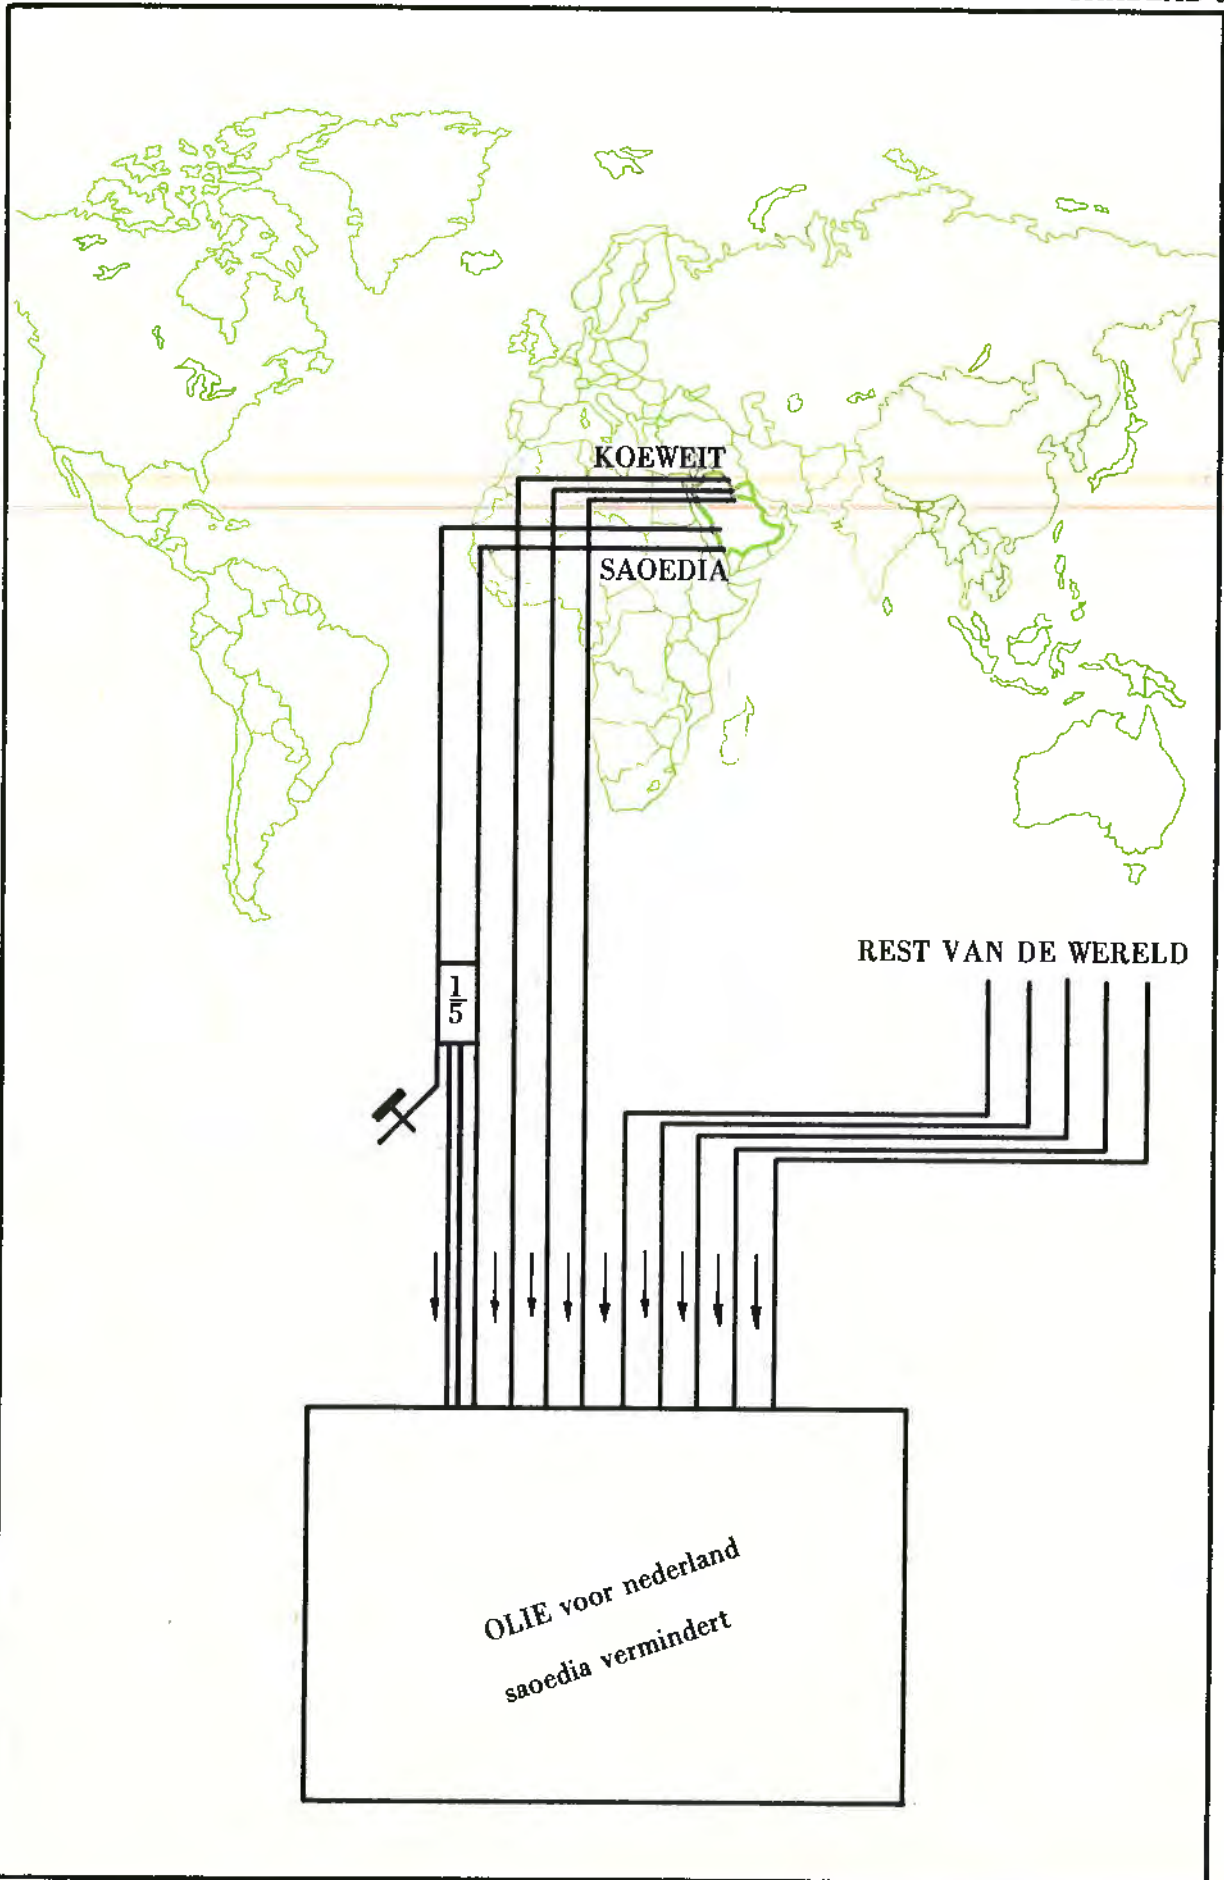 KOEWEIT
SAOEDIA
1
5
REST VAN DE WERELD
OLIE voor nederland
saoedia vermindert